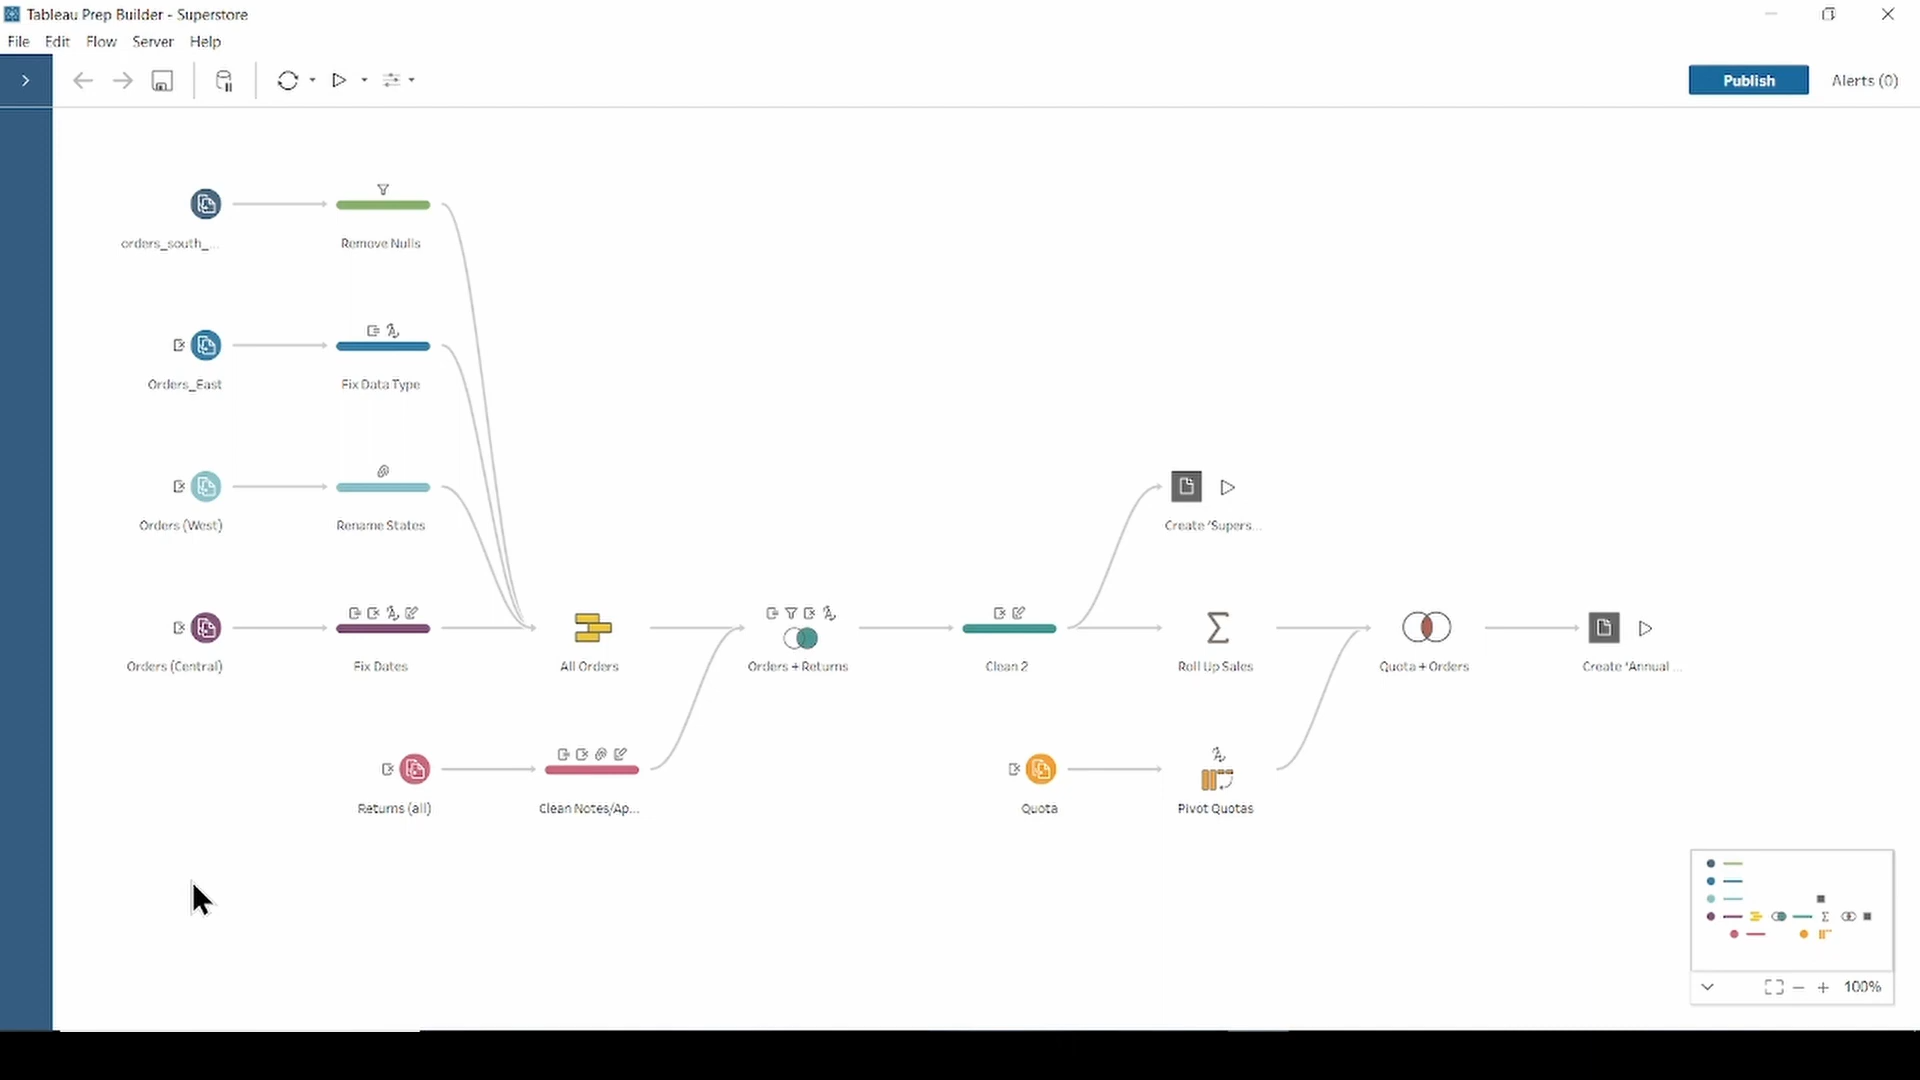 Tableau Prep Builder - Superstore
File Edit Flow Server Help
Publish Alerts (0)
orders_south_... Remove Nulls
Orders_East Fix Data Type
Orders (West) Rename States Create 'Supers...
Orders (Central) Fix Dates All Orders Orders + Returns Clean 2 Roll Up Sales Quota + Orders Create 'Annual ...
Returns (all) Clean Notes/Ap... Quota Pivot Quotas
100%